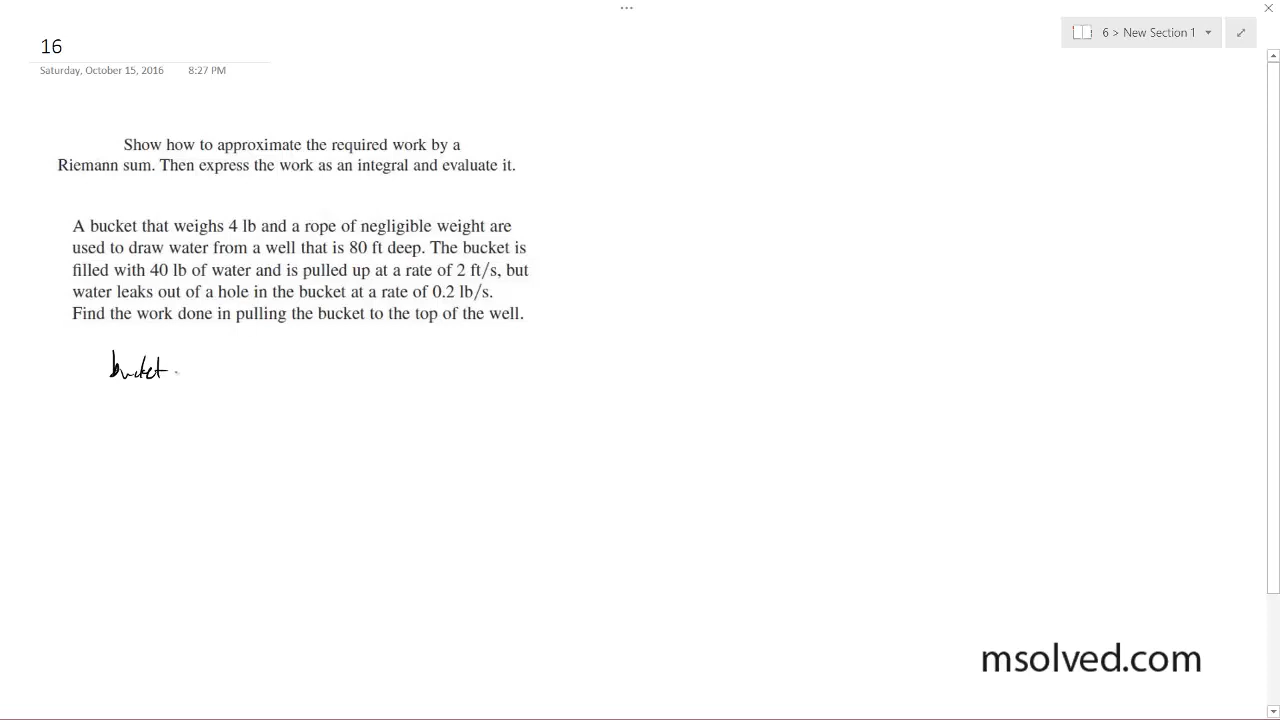 6 > New Section 1
16
Saturday, October 15, 2016 8:27 PM
Show how to approximate the required work by a
Riemann sum. Then express the work as an integral and evaluate it.
A bucket that weighs 4 lb and a rope of negligible weight are
used to draw water from a well that is 80 ft deep. The bucket is
filled with 40 lb of water and is pulled up at a rate of 2 ft/s, but
water leaks out of a hole in the bucket at a rate of 0.2 lb/s.
Find the work done in pulling the bucket to the top of the well.
bucket
msolved.com